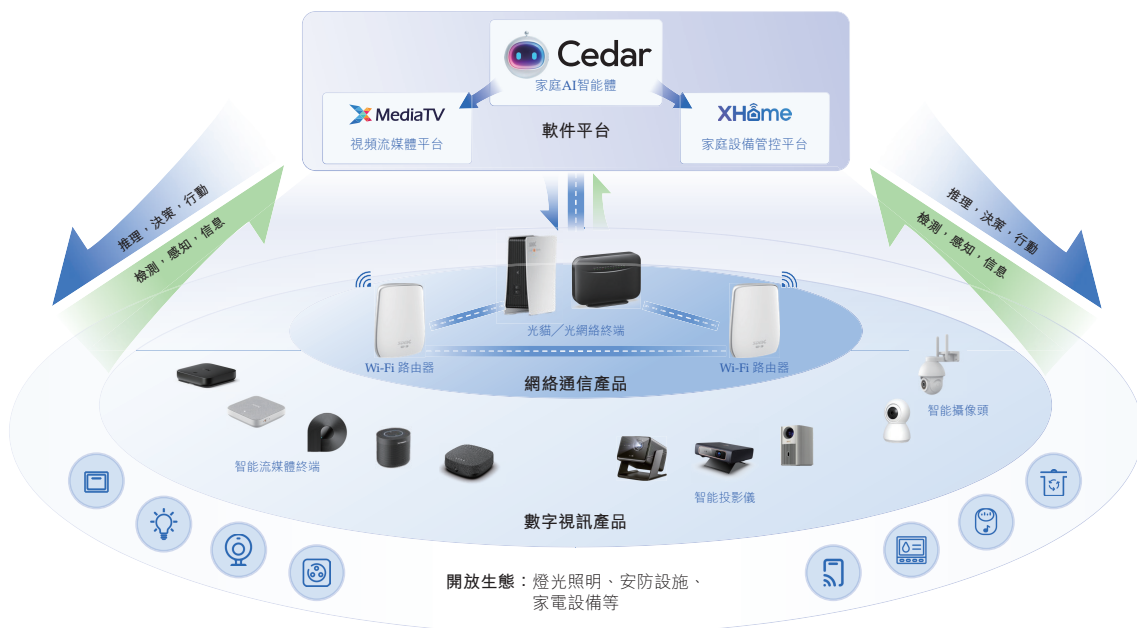 Cedar
家庭AI智能體
MediaTV
視頻流媒體平台
軟件平台
XHome
家庭設備管控平台
推理，決策，行動
檢測，感知，信息
推理，決策，行動
檢測，感知，信息
光貓／光網絡終端
Wi-Fi 路由器
Wi-Fi 路由器
網絡通信產品
智能攝像頭
智能流媒體終端
智能投影儀
數字視訊產品
開放生態：燈光照明、安防設施、
家電設備等